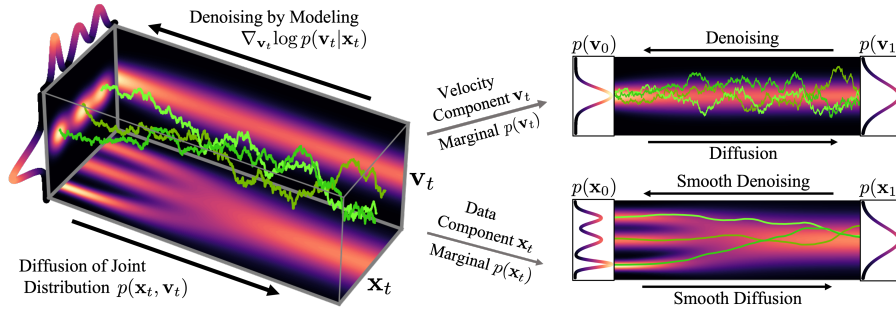 Denoising by Modeling
∇_{𝐯_t} log p(𝐯_t|𝐱_t)
𝐯_t
𝐱_t
Diffusion of Joint
Distribution p(𝐱_t, 𝐯_t)
Velocity
Component 𝐯_t
Marginal p(𝐯_t)
Data
Component 𝐱_t
Marginal p(𝐱_t)
p(𝐯_0)
Denoising
p(𝐯_1)
Diffusion
p(𝐱_0)
Smooth Denoising
p(𝐱_1)
Smooth Diffusion